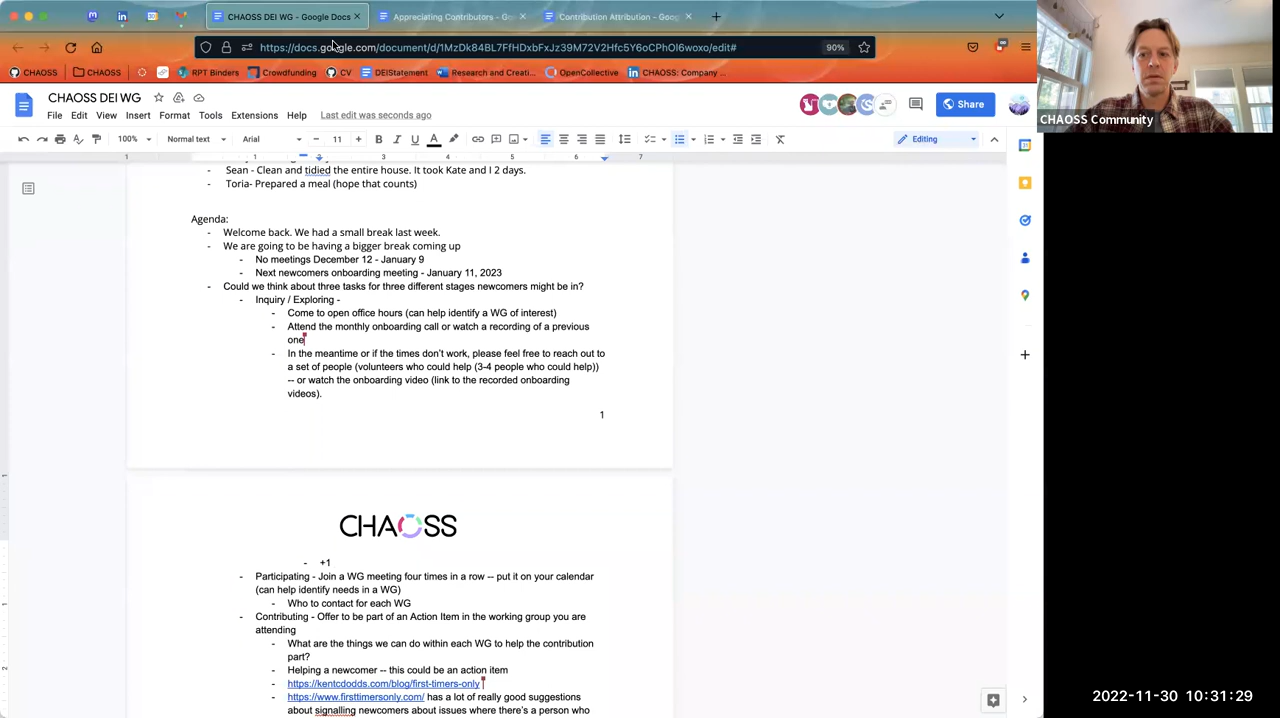 CHAOSS DEI WG - Google Docs
Appreciating Contributors - Go
Contribution Attribution - Goog
https://docs.google.com/document/d/1MzDk84BL7FfHDxbFxJz39M72V2Hfc5Y6oCPhOl6woxo/edit#
90%
CHAOSS
CHAOSS
RPT Binders
Crowdfunding
CV
DEIStatement
Research and Creati...
OpenCollective
CHAOSS: Company ...
CHAOSS DEI WG
File Edit View Insert Format Tools Extensions Help Last edit was seconds ago
Share
100% Normal text Arial 11 Editing
1 1 2 3 4 5 6 7
- Sean - Clean and tidied the entire house. It took Kate and I 2 days.
- Toria- Prepared a meal (hope that counts)
Agenda:
- Welcome back. We had a small break last week.
- We are going to be having a bigger break coming up
- No meetings December 12 - January 9
- Next newcomers onboarding meeting - January 11, 2023
- Could we think about three tasks for three different stages newcomers might be in?
- Inquiry / Exploring -
- Come to open office hours (can help identify a WG of interest)
- Attend the monthly onboarding call or watch a recording of a previous
one
- In the meantime or if the times don't work, please feel free to reach out to
a set of people (volunteers who could help (3-4 people who could help))
-- or watch the onboarding video (link to the recorded onboarding
videos).
1
CHAOSS
- +1
- Participating - Join a WG meeting four times in a row -- put it on your calendar
(can help identify needs in a WG)
- Who to contact for each WG
- Contributing - Offer to be part of an Action Item in the working group you are
attending
- What are the things we can do within each WG to help the contribution
part?
- Helping a newcomer -- this could be an action item
- https://kentcdodds.com/blog/first-timers-only
- https://www.firsttimersonly.com/ has a lot of really good suggestions
about signalling newcomers about issues where there's a person who
CHAOSS Community
2022-11-30 10:31:29